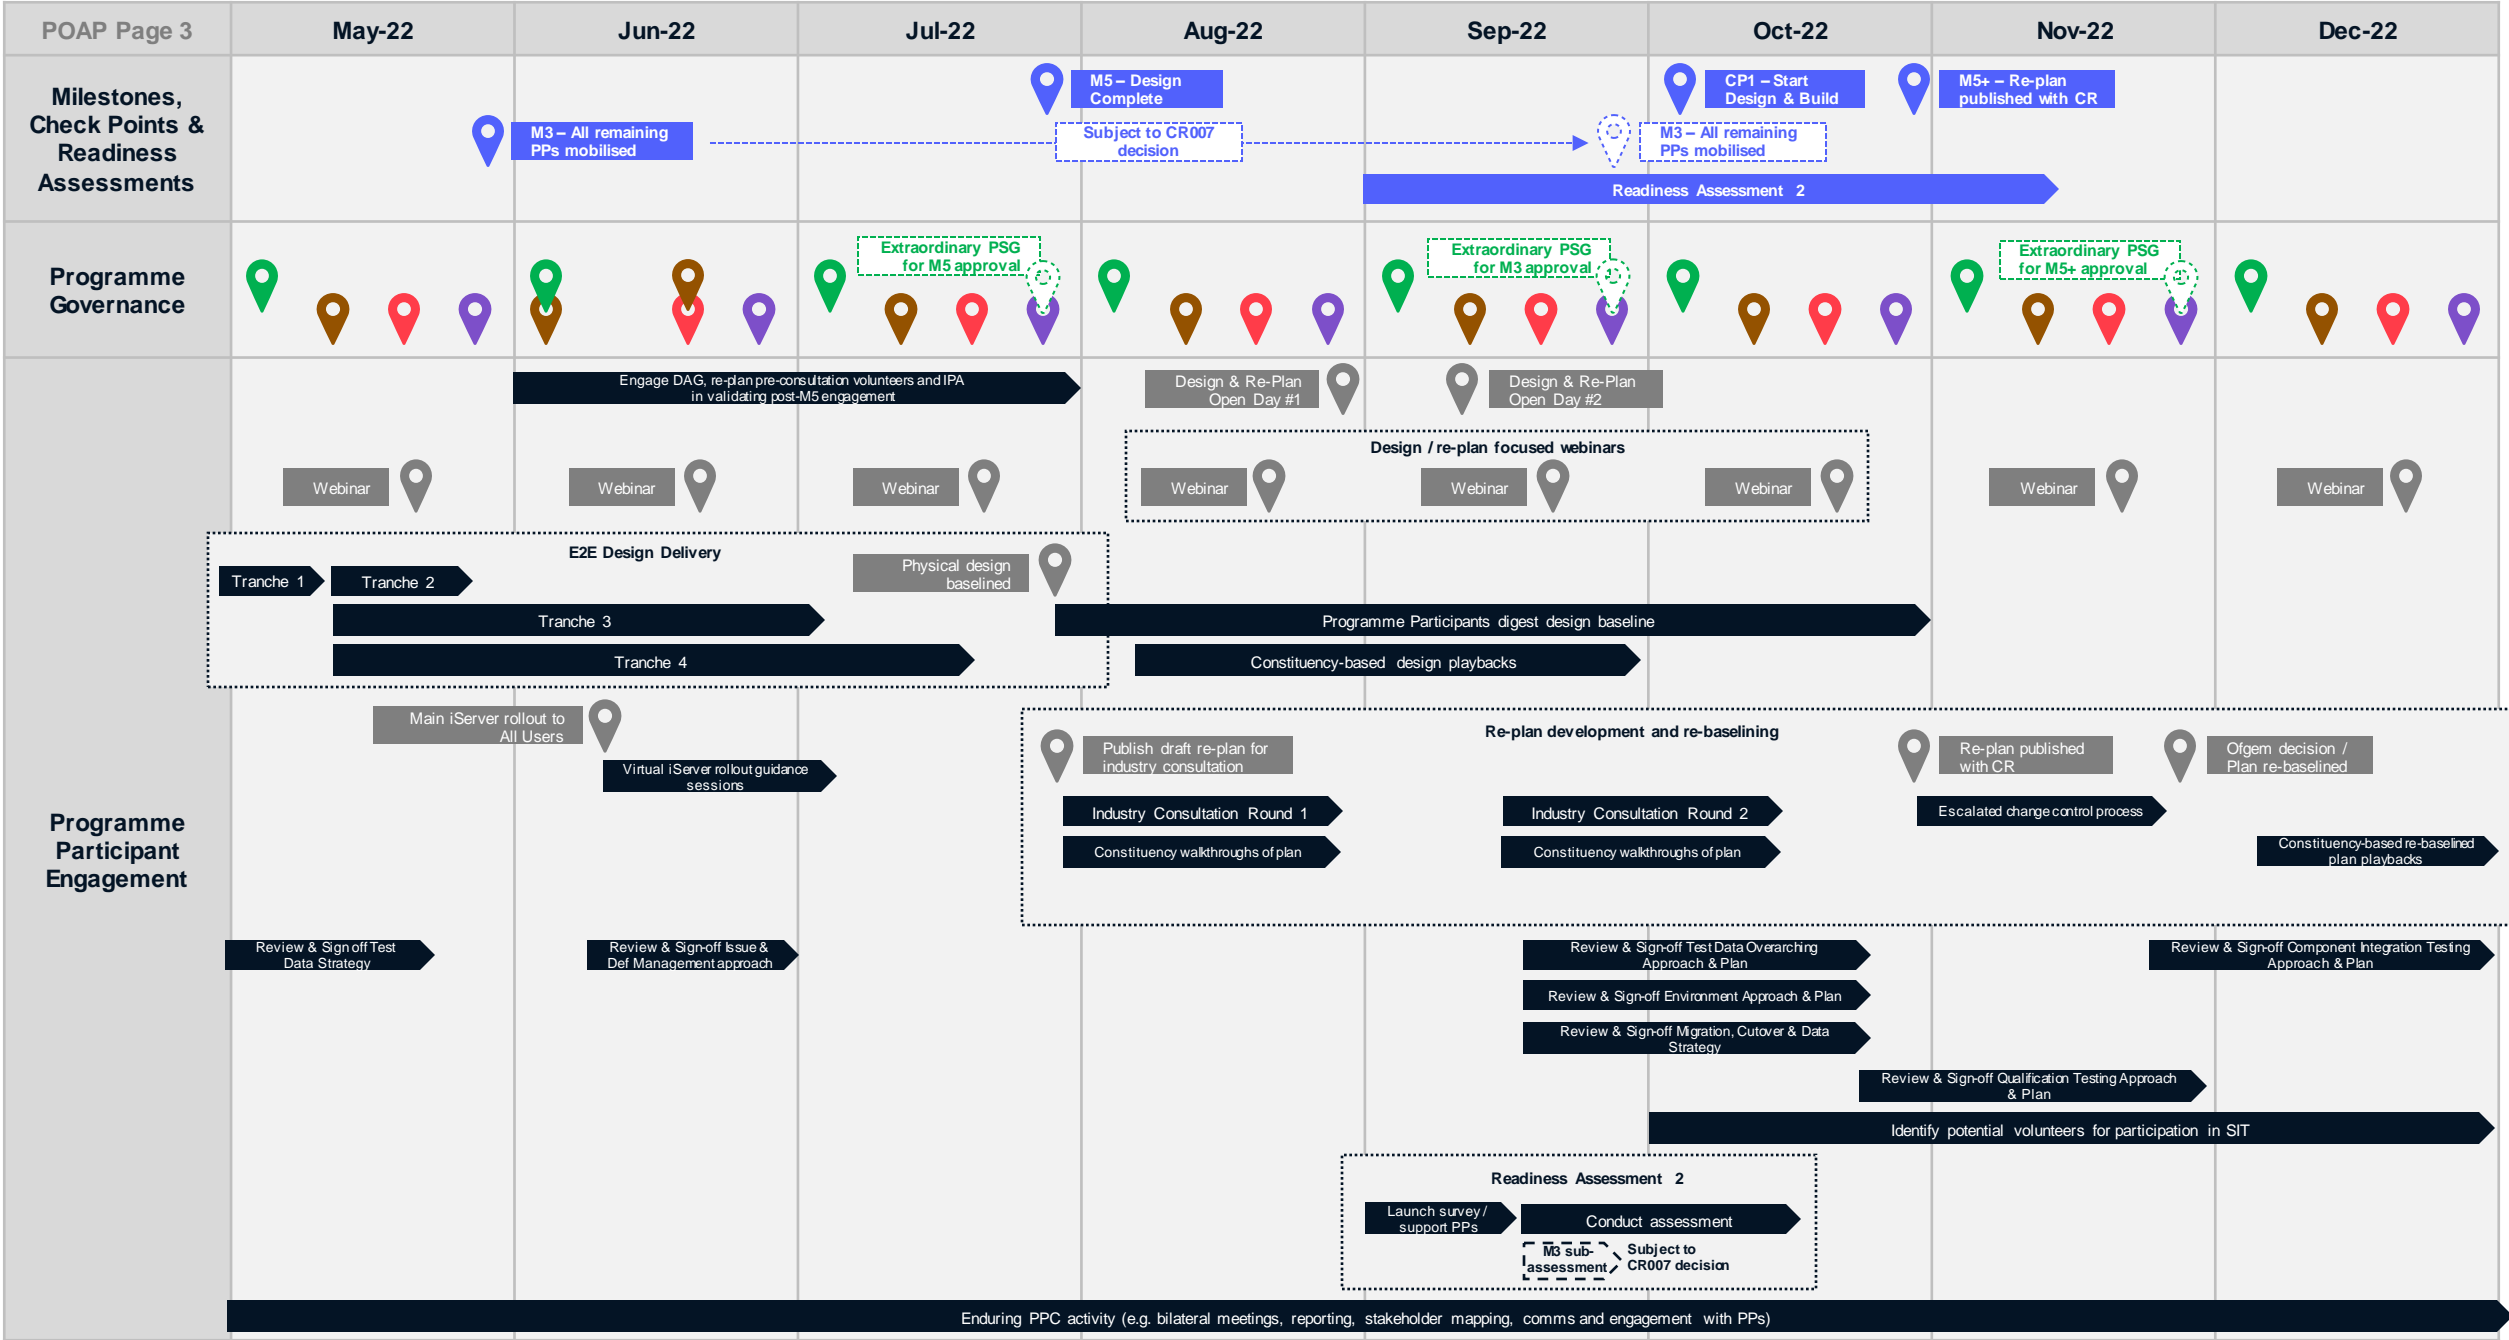 POAP Page 3
May-22
Jun-22
Jul-22
Aug-22
Sep-22
Oct-22
Nov-22
Dec-22
Milestones,
Check Points &
Readiness
Assessments
M5 – Design
Complete
CP1 – Start
Design & Build
M5+ – Re-plan
published with CR
M3 – All remaining
PPs mobilised
Subject to CR007
decision
M3 – All remaining
PPs mobilised
Readiness Assessment 2
Programme
Governance
Extraordinary PSG
for M5 approval
Extraordinary PSG
for M3 approval
Extraordinary PSG
for M5+ approval
Programme
Participant
Engagement
Engage DAG, re-plan pre-consultation volunteers and IPA
in validating post-M5 engagement
Design & Re-Plan
Open Day #1
Design & Re-Plan
Open Day #2
Design / re-plan focused webinars
Webinar
Webinar
Webinar
Webinar
Webinar
Webinar
Webinar
Webinar
E2E Design Delivery
Physical design
baselined
Tranche 1
Tranche 2
Tranche 3
Programme Participants digest design baseline
Tranche 4
Constituency-based design playbacks
Main iServer rollout to
All Users
Virtual iServer rollout guidance
sessions
Re-plan development and re-baselining
Publish draft re-plan for
industry consultation
Re-plan published
with CR
Ofgem decision /
Plan re-baselined
Industry Consultation Round 1
Industry Consultation Round 2
Escalated change control process
Constituency walkthroughs of plan
Constituency walkthroughs of plan
Constituency-based re-baselined
plan playbacks
Review & Sign off Test
Data Strategy
Review & Sign-off Issue &
Def Management approach
Review & Sign-off Test Data Overarching
Approach & Plan
Review & Sign-off Component Integration Testing
Approach & Plan
Review & Sign-off Environment Approach & Plan
Review & Sign-off Migration, Cutover & Data
Strategy
Review & Sign-off Qualification Testing Approach
& Plan
Identify potential volunteers for participation in SIT
Readiness Assessment 2
Launch survey /
support PPs
Conduct assessment
M3 sub-
assessment
Subject to
CR007 decision
Enduring PPC activity (e.g. bilateral meetings, reporting, stakeholder mapping, comms and engagement with PPs)